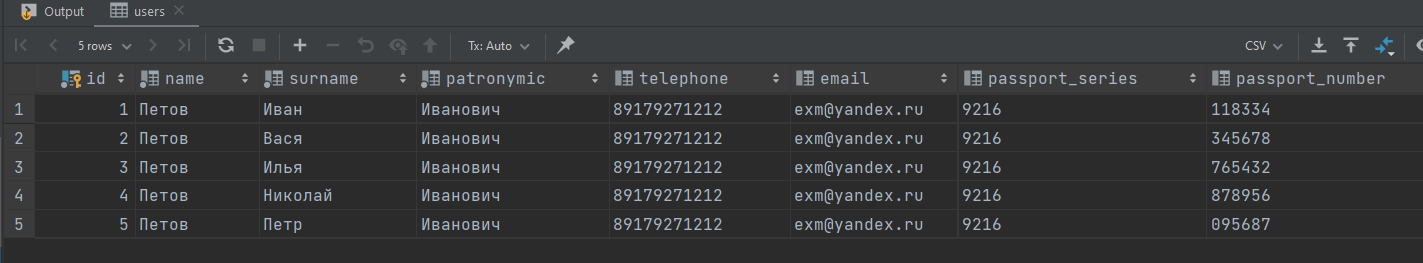 Output users
5 rows Tx: Auto CSV
id name surname patronymic telephone email passport_series passport_number
1 1 Петов Иван Иванович 89179271212 exm@yandex.ru 9216 118334
2 2 Петов Вася Иванович 89179271212 exm@yandex.ru 9216 345678
3 3 Петов Илья Иванович 89179271212 exm@yandex.ru 9216 765432
4 4 Петов Николай Иванович 89179271212 exm@yandex.ru 9216 878956
5 5 Петов Петр Иванович 89179271212 exm@yandex.ru 9216 095687